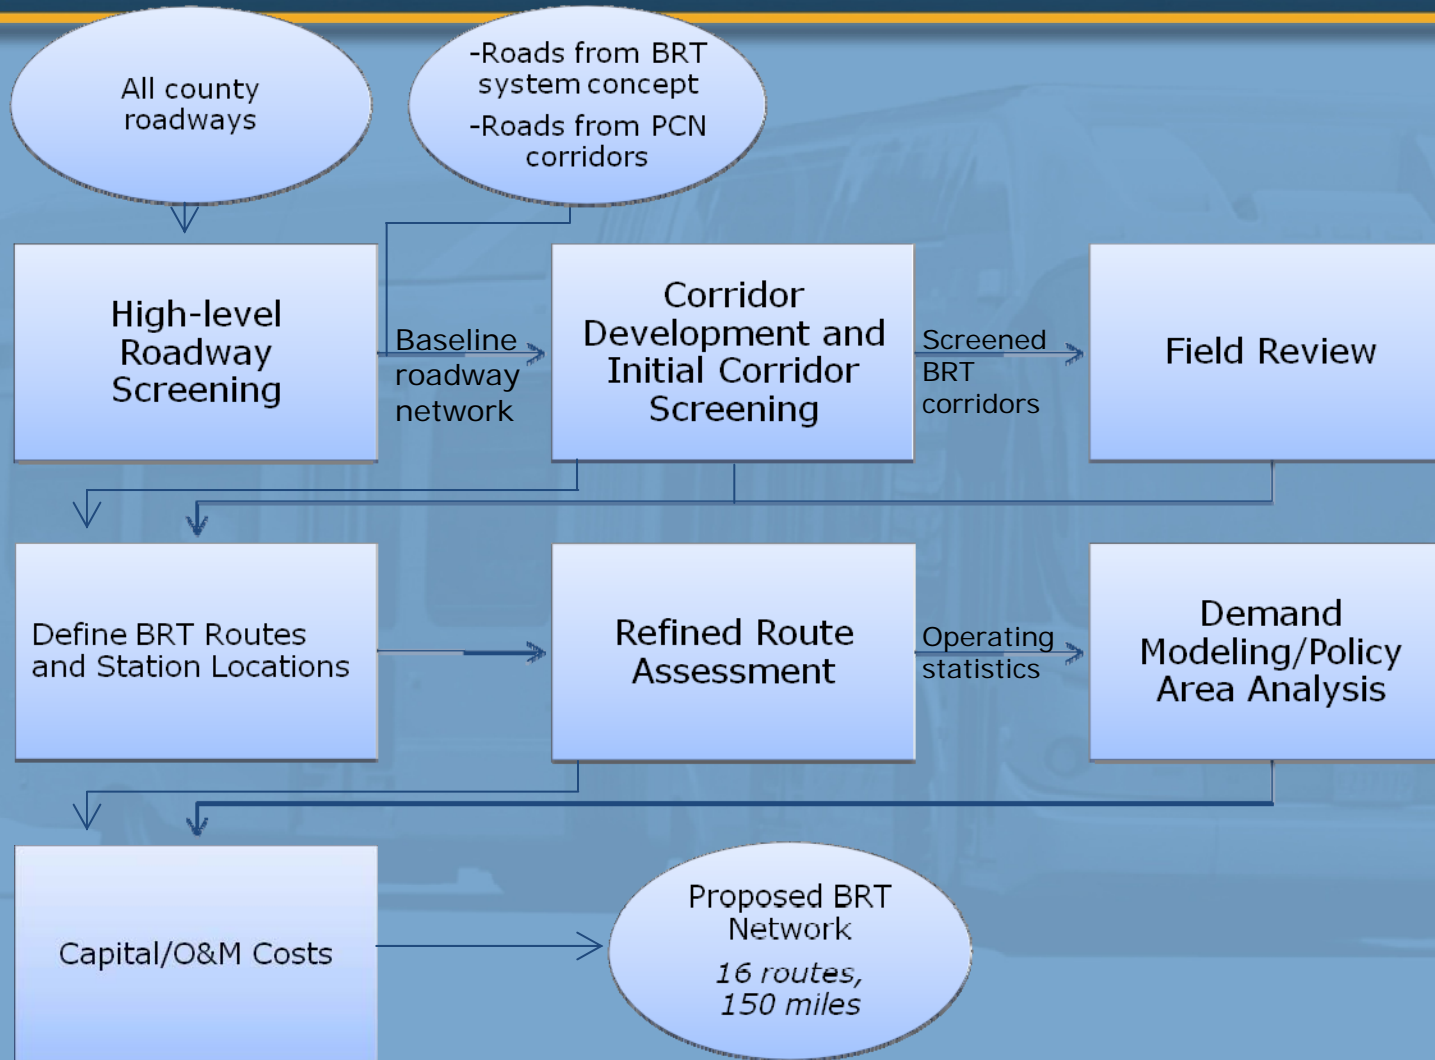 All county
roadways
-Roads from BRT
system concept
-Roads from PCN
corridors
High-level
Roadway
Screening
Baseline
roadway
network
Corridor
Development and
Initial Corridor
Screening
Screened
BRT
corridors
Field Review
Define BRT Routes
and Station Locations
Refined Route
Assessment
Operating
statistics
Demand
Modeling/Policy
Area Analysis
Capital/O&M Costs
Proposed BRT
Network
16 routes,
150 miles